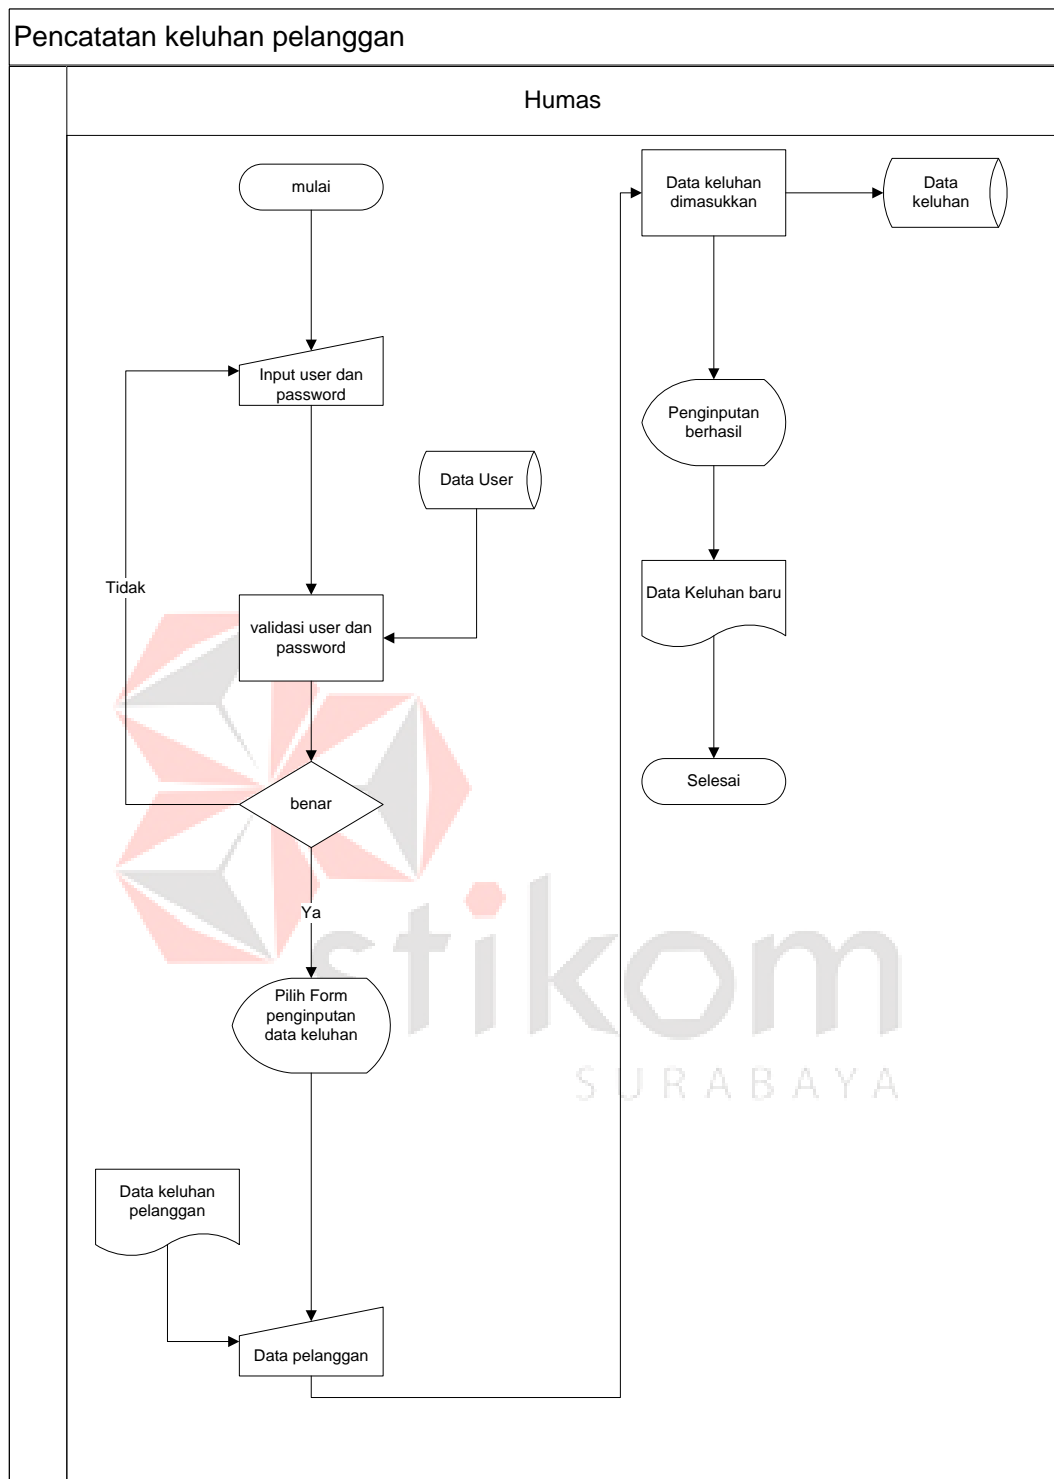 Pencatatan keluhan pelanggan
Humas
mulai
Input user dan
password
Data User
Tidak
validasi user dan
password
benar
Ya
Pilih Form
penginputan
data keluhan
Data keluhan
pelanggan
Data pelanggan
Data keluhan
dimasukkan
Data
keluhan
Penginputan
berhasil
Data Keluhan baru
Selesai
stikom
SURABAYA